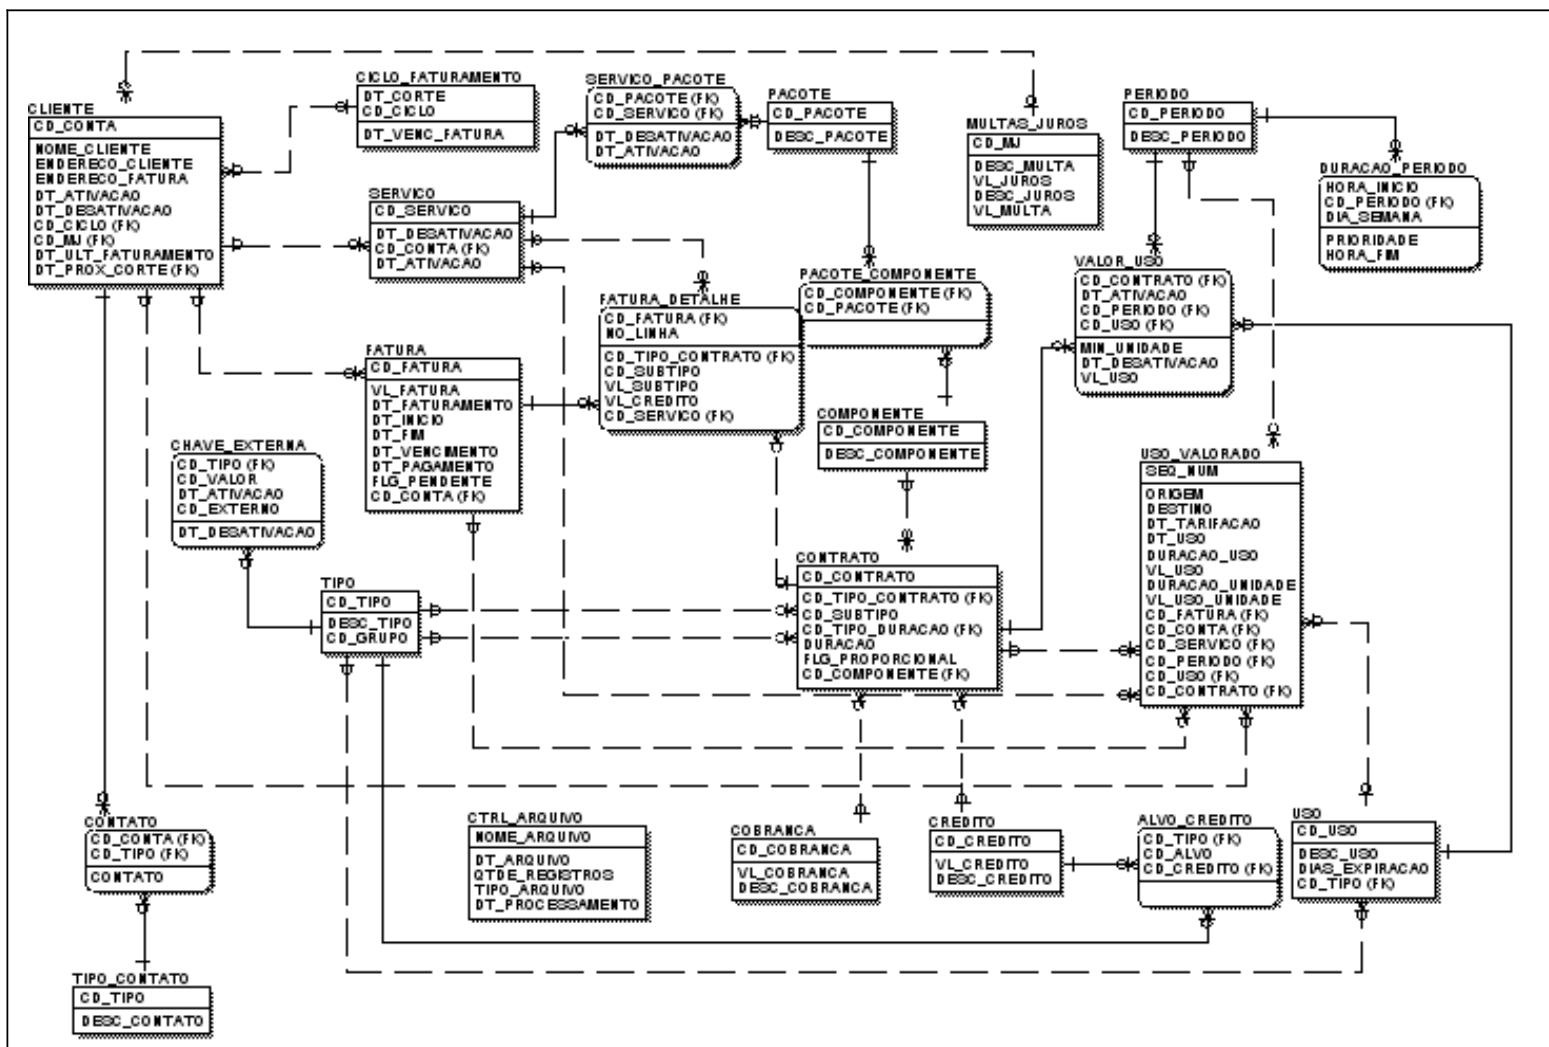 CLIENTE
CD_CONTA
NOME_CLIENTE
ENDERECO_CLIENTE
ENDERECO_FATURA
DT_ATIVACAO
DT_DESATIVACAO
CD_CICLO (FK)
CD_MJ (FK)
DT_ULT_FATURAMENTO
DT_PROX_CORTE (FK)
CICLO_FATURAMENTO
DT_CORTE
CD_CICLO
DT_VENC_FATURA
SERVICO_PACOTE
CD_PACOTE (FK)
CD_SERVICO (FK)
DT_DESATIVACAO
DT_ATIVACAO
PACOTE
CD_PACOTE
DESC_PACOTE
MULTAS_JUROS
CD_MJ
DESC_MULTA
VL_JUROS
DESC_JUROS
VL_MULTA
PERIODO
CD_PERIODO
DESC_PERIODO
DURACAO_PERIODO
HORA_INICIO
CD_PERIODO (FK)
DIA_SEMANA
PRIORIDADE
HORA_FIM
SERVICO
CD_SERVICO
DT_DESATIVACAO
CD_CONTA (FK)
DT_ATIVACAO
FATURA_DETALHE
CD_FATURA (FK)
NO_LINHA
CD_TIPO_CONTRATO (FK)
CD_SUBTIPO
VL_SUBTIPO
VL_CREDITO
CD_SERVICO (FK)
PACOTE_COMPONENTE
CD_COMPONENTE (FK)
CD_PACOTE (FK)
VALOR_USO
CD_CONTRATO (FK)
DT_ATIVACAO
CD_PERIODO (FK)
CD_USO (FK)
MIN_UNIDADE
DT_DESATIVACAO
VL_USO
FATURA
CD_FATURA
VL_FATURA
DT_FATURAMENTO
DT_INICIO
DT_FIM
DT_VENCIMENTO
DT_PAGAMENTO
FLG_PENDENTE
CD_CONTA (FK)
COMPONENTE
CD_COMPONENTE
DESC_COMPONENTE
CHAVE_EXTERNA
CD_TIPO (FK)
CD_VALOR
DT_ATIVACAO
CD_EXTERNO
DT_DESATIVACAO
USO_VALORADO
SEQ_NUM
ORIGEM
DESTINO
DT_TARIFACAO
DT_USO
DURACAO_USO
VL_USO
DURACAO_UNIDADE
VL_USO_UNIDADE
CD_FATURA (FK)
CD_CONTA (FK)
CD_SERVICO (FK)
CD_PERIODO (FK)
CD_USO (FK)
CD_CONTRATO (FK)
TIPO
CD_TIPO
DESC_TIPO
CD_GRUPO
CONTRATO
CD_CONTRATO
CD_TIPO_CONTRATO (FK)
CD_SUBTIPO
CD_TIPO_DURACAO (FK)
DURACAO
FLG_PROPORCIONAL
CD_COMPONENTE (FK)
CONTATO
CD_CONTA (FK)
CD_TIPO (FK)
CONTATO
CTRL_ARQUIVO
NOME_ARQUIVO
DT_ARQUIVO
QTDE_REGISTROS
TIPO_ARQUIVO
DT_PROCESSAMENTO
COBRANCA
CD_COBRANCA
VL_COBRANCA
DESC_COBRANCA
CREDITO
CD_CREDITO
VL_CREDITO
DESC_CREDITO
ALVO_CREDITO
CD_TIPO (FK)
CD_ALVO
CD_CREDITO (FK)
USO
CD_USO
DESC_USO
DIAS_EXPIRACAO
CD_TIPO (FK)
TIPO_CONTATO
CD_TIPO
DESC_CONTATO